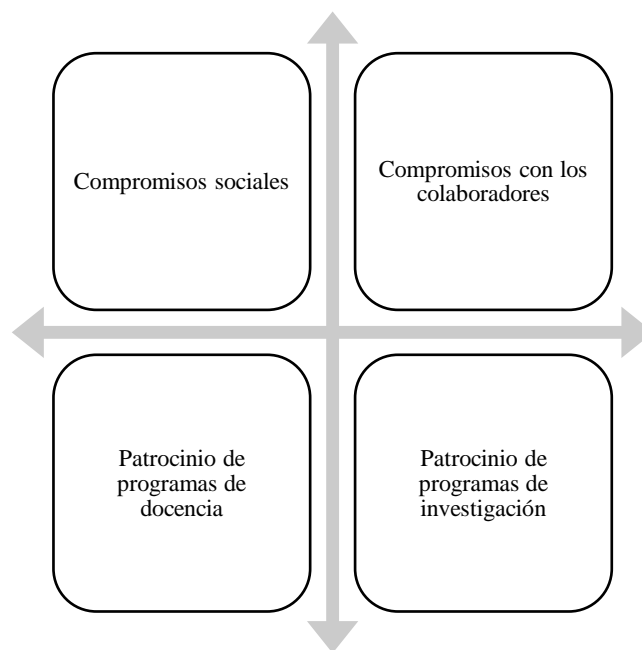 Compromisos sociales
Compromisos con los
colaboradores
Patrocinio de
programas de
docencia
Patrocinio de
programas de
investigación